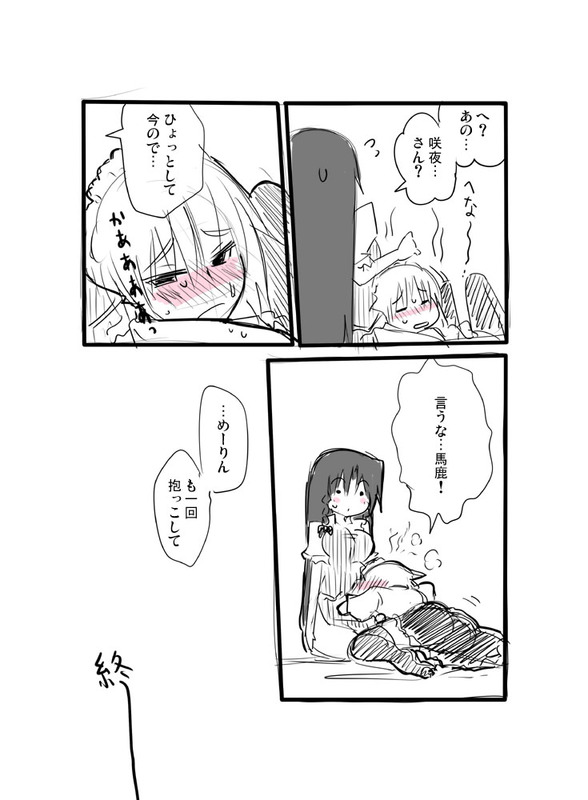 へ?
あの…
咲夜
さん?
へなよ〜
ひょっとして
今ので…
かぁぁぁぁぁっ
言うな…馬鹿!
…めーりん
も一回
抱っこして
終